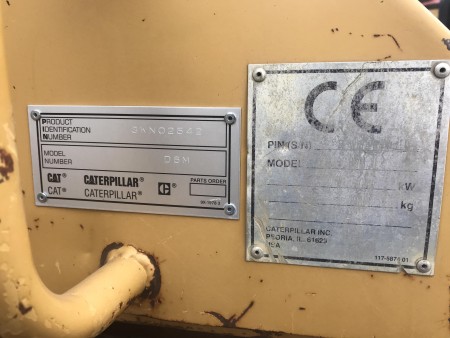 PRODUCT
IDENTIFICATION
NUMBER
MODEL
NUMBER D5M
CAT® CATERPILLAR®
CAT® CATERPILLAR®
PARTS ORDER
CE
PIN (S N)
MODEL
kW
kg
CATERPILLAR INC.
PEORIA, IL. 61629
USA